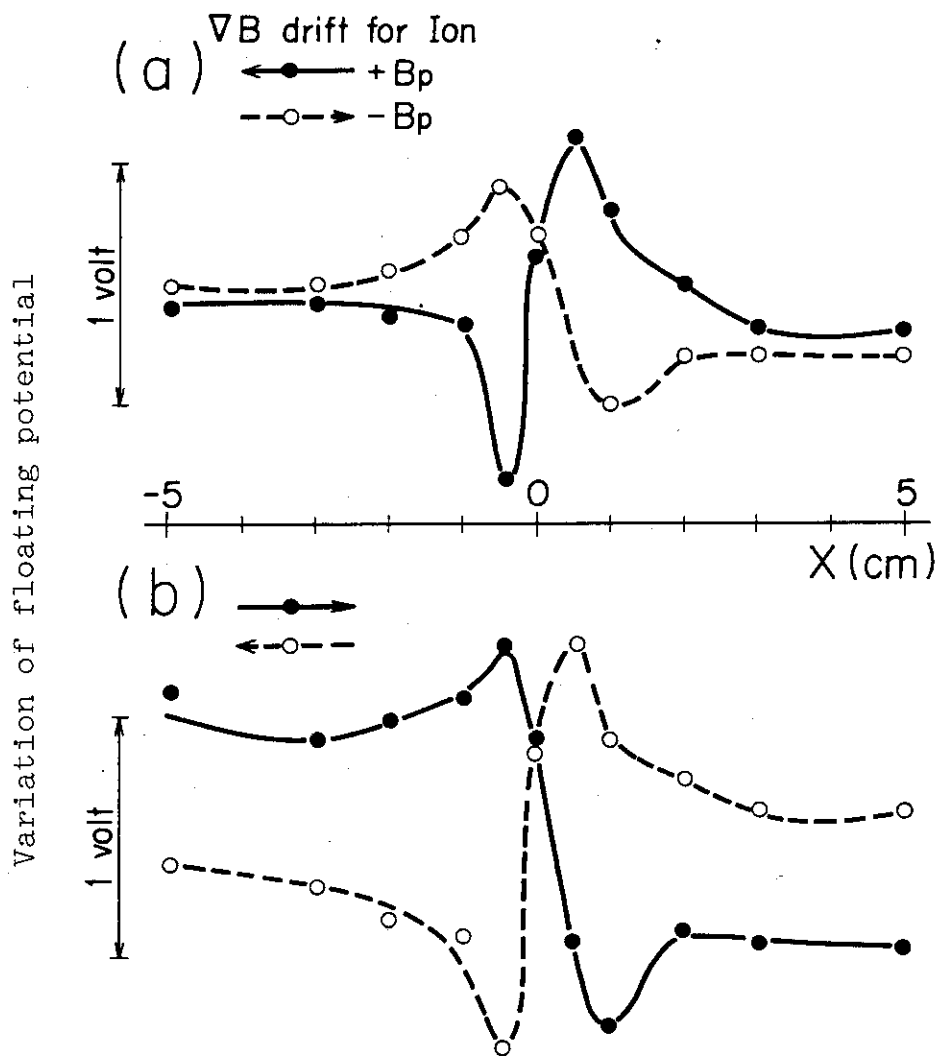 ∇B drift for Ion
(a)
+Bp
−Bp
1 volt
-5 0 5
X (cm)
(b)
1 volt
Variation of floating potential